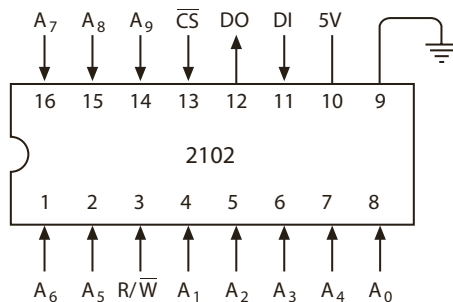 A₇ A₈ A₉ C̅S̅ DO DI 5V
16 15 14 13 12 11 10 9
2102
1 2 3 4 5 6 7 8
A₆ A₅ R/W̅ A₁ A₂ A₃ A₄ A₀